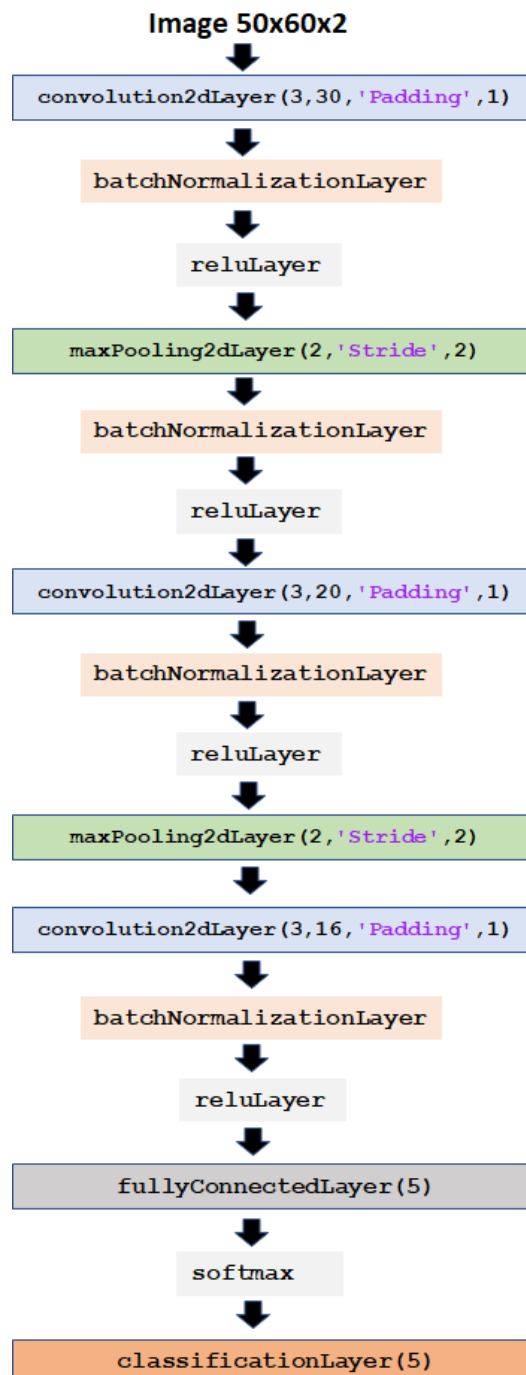 Image 50x60x2
convolution2dLayer(3,30,'Padding',1)
batchNormalizationLayer
reluLayer
maxPooling2dLayer(2,'Stride',2)
batchNormalizationLayer
reluLayer
convolution2dLayer(3,20,'Padding',1)
batchNormalizationLayer
reluLayer
maxPooling2dLayer(2,'Stride',2)
convolution2dLayer(3,16,'Padding',1)
batchNormalizationLayer
reluLayer
fullyConnectedLayer(5)
softmax
classificationLayer(5)